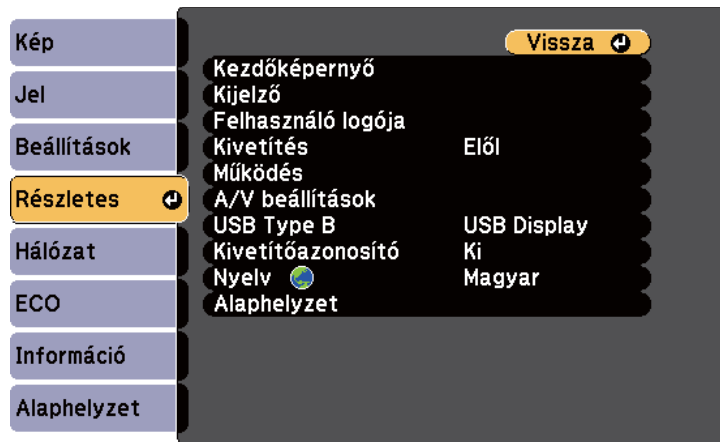 Kép
Jel
Beállítások
Részletes
Hálózat
ECO
Információ
Alaphelyzet
Vissza
Kezdőképernyő
Kijelző
Felhasználó logója
Kivetítés Elől
Működés
A/V beállítások
USB Type B USB Display
Kivetítőazonosító Ki
Nyelv Magyar
Alaphelyzet